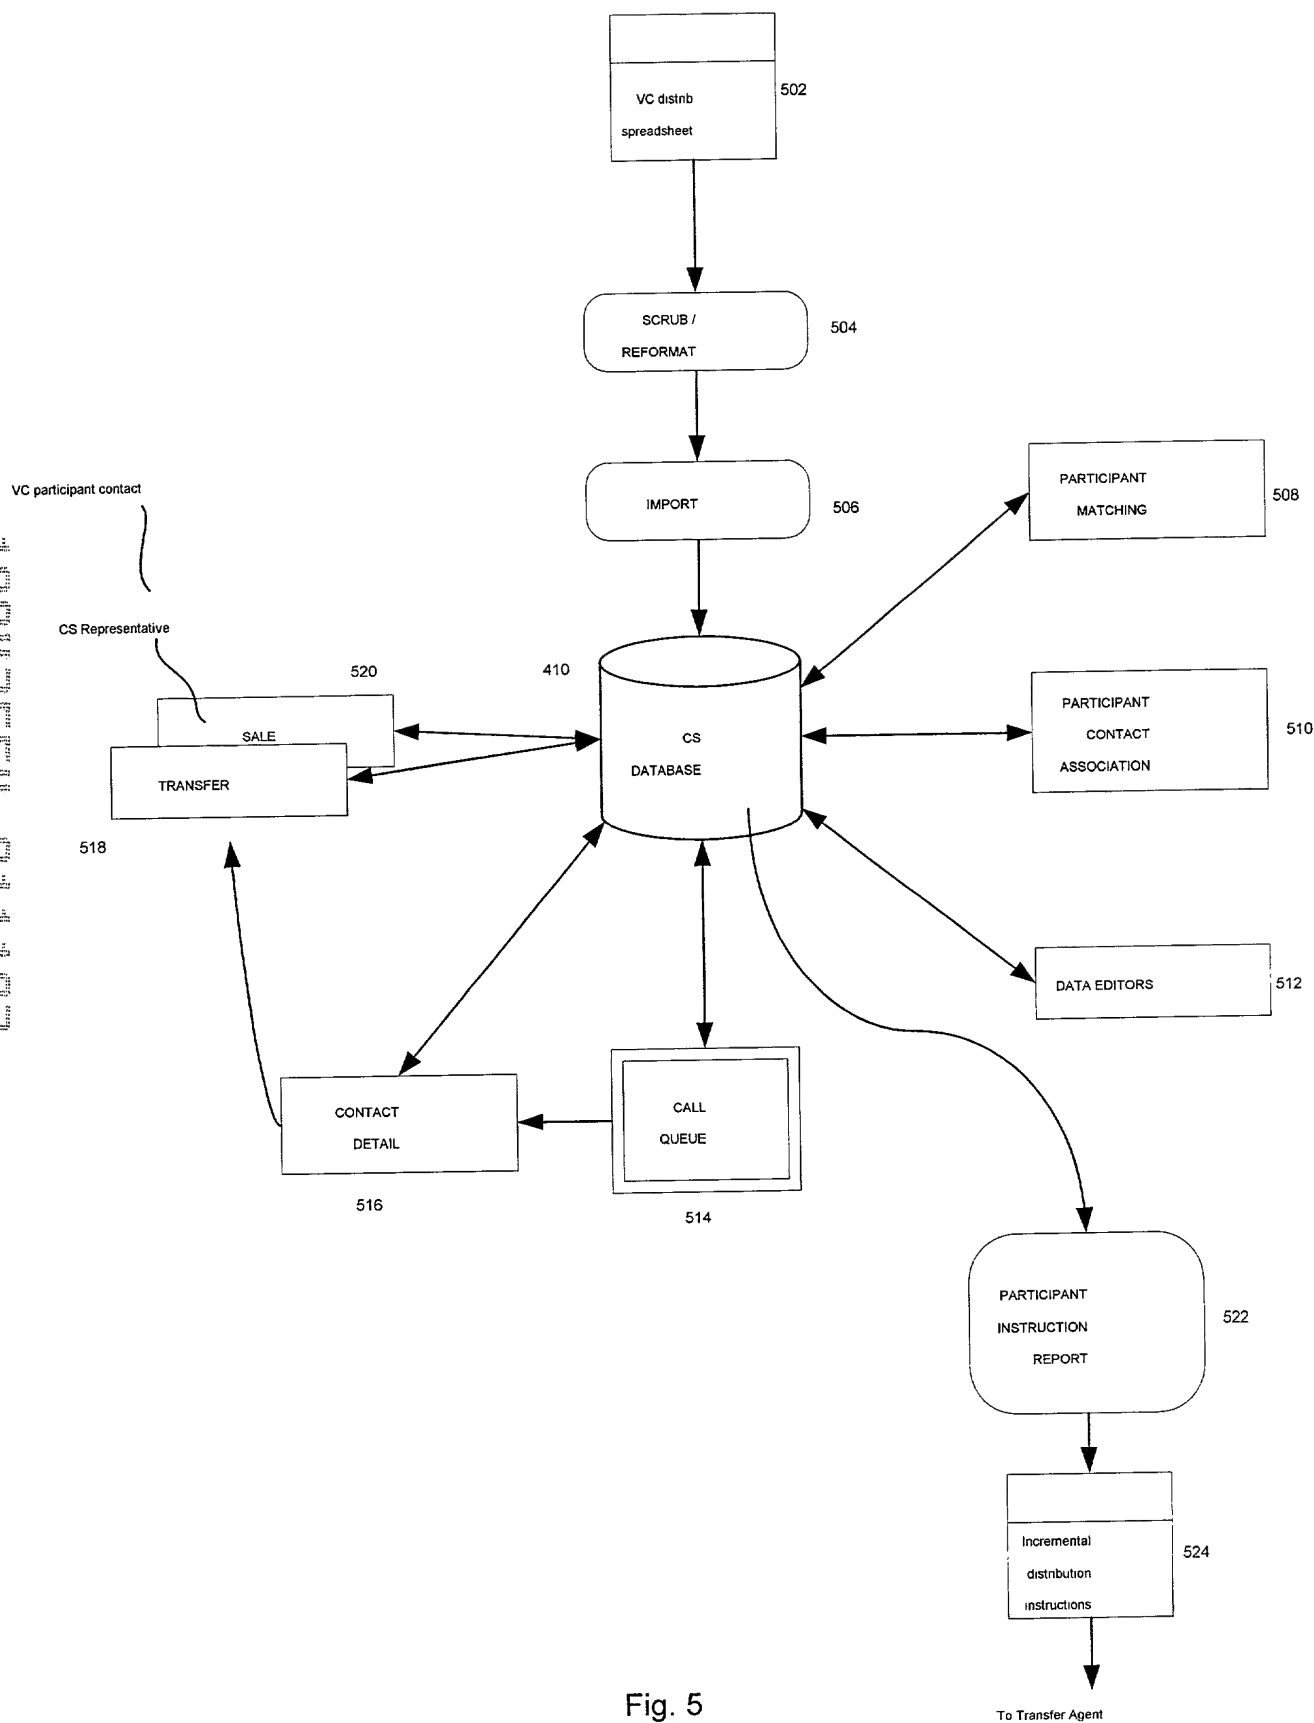 502
VC distrib
spreadsheet
SCRUB /
REFORMAT
504
IMPORT
506
PARTICIPANT
MATCHING
508
VC participant contact
CS Representative
520
410
SALE
TRANSFER
518
CS
DATABASE
PARTICIPANT
CONTACT
ASSOCIATION
510
DATA EDITORS
512
CONTACT
DETAIL
516
CALL
QUEUE
514
PARTICIPANT
INSTRUCTION
REPORT
522
Incremental
distribution
instructions
524
To Transfer Agent
Fig. 5